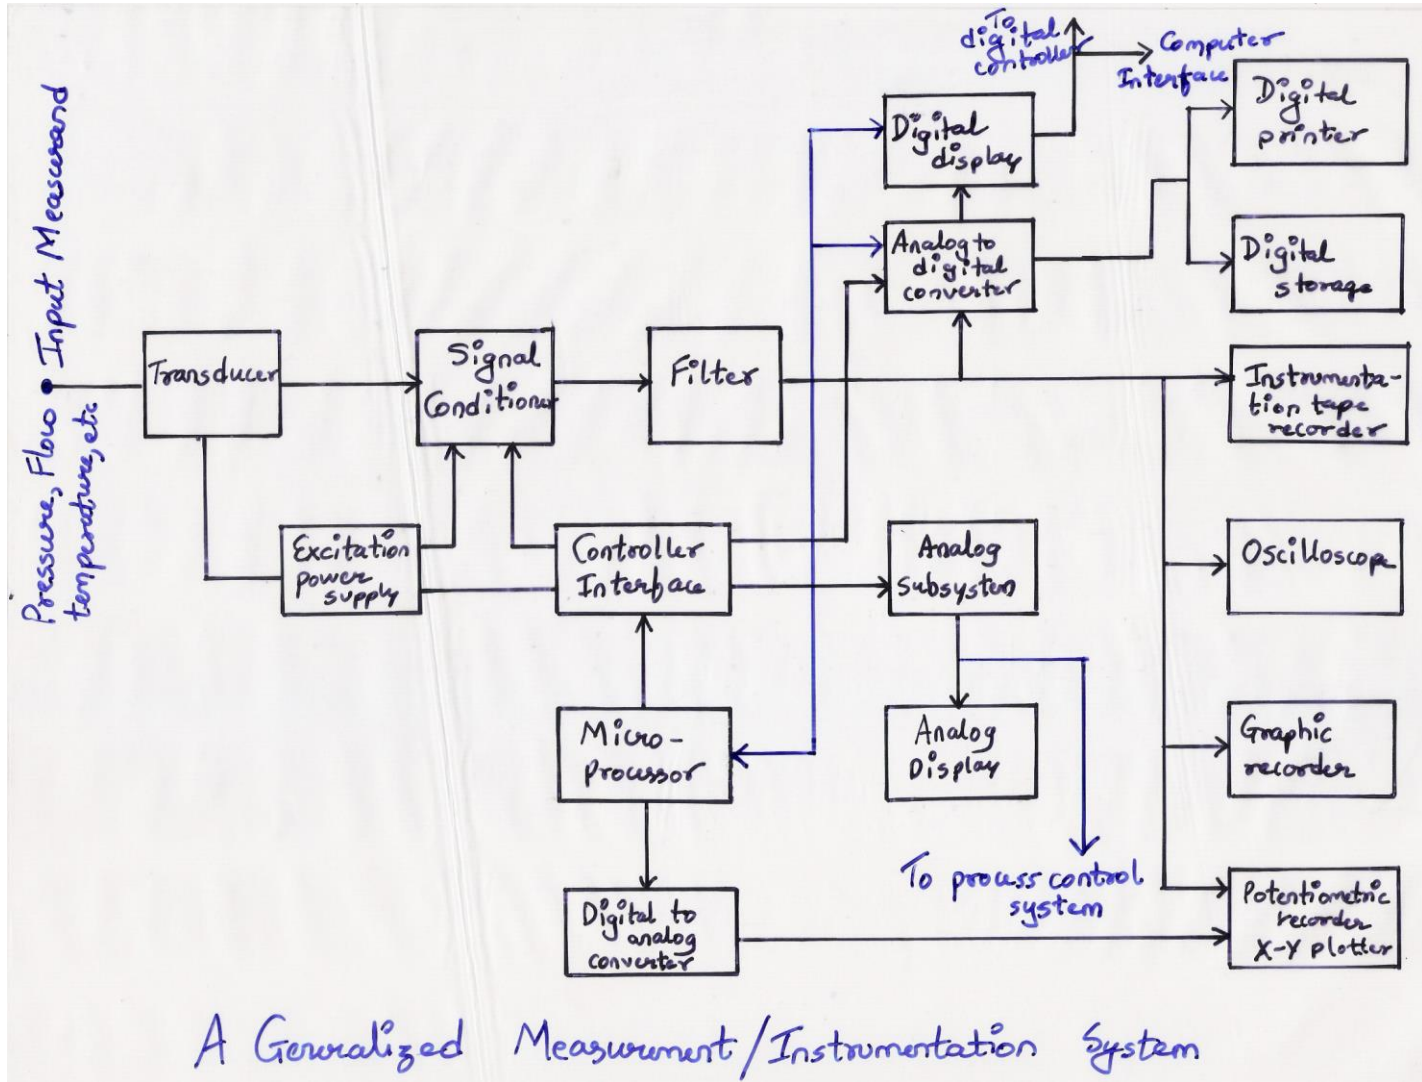 To
digital
controller
Computer
Interface
Digital
printer
Digital
display
Analog to
digital
converter
Digital
storage
Input Measurand
Pressure, Flow
temperature, etc
Transducer
Signal
Conditioner
Filter
Instrumenta-
tion tape
recorder
Excitation
power
supply
Controller
Interface
Analog
subsystem
Oscilloscope
Micro-
Processor
Analog
Display
Graphic
recorder
To process control
system
Digital to
analog
converter
Potentiometric
recorder
X-Y plotter
A Generalized Measurement/Instrumentation System